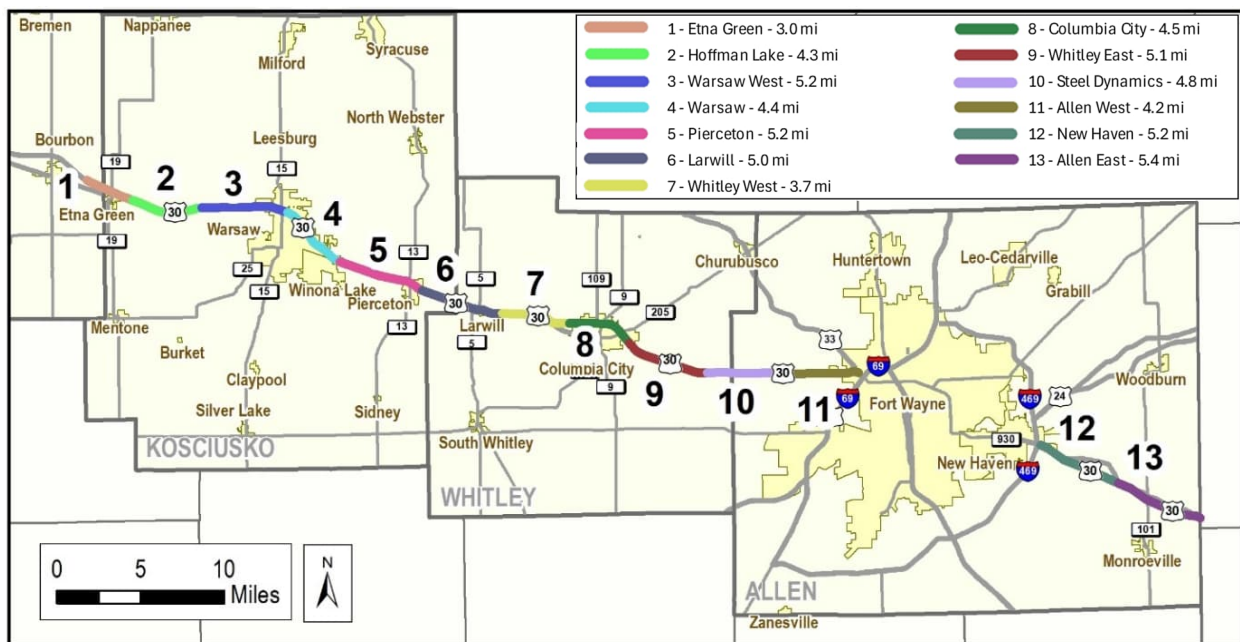 Bremen
Nappanee
Syracuse
Milford
North Webster
Leesburg
Bourbon
1 - Etna Green - 3.0 mi
2 - Hoffman Lake - 4.3 mi
3 - Warsaw West - 5.2 mi
4 - Warsaw - 4.4 mi
5 - Pierceton - 5.2 mi
6 - Larwill - 5.0 mi
7 - Whitley West - 3.7 mi
8 - Columbia City - 4.5 mi
9 - Whitley East - 5.1 mi
10 - Steel Dynamics - 4.8 mi
11 - Allen West - 4.2 mi
12 - New Haven - 5.2 mi
13 - Allen East - 5.4 mi
19
15
1
2
3
30
Etna Green
30
4
Warsaw
19
25
15
Winona Lake
5
13
Pierceton
6
30
5
7
30
109
9
205
Larwill
5
8
Columbia City
9
13
Mentone
Burket
Claypool
Silver Lake
Sidney
KOSCIUSKO
South Whitley
WHITLEY
30
9
10
30
11
Churubusco
Huntertown
Leo-Cedarville
Grabill
33
69
69
Fort Wayne
469
24
Woodburn
930
12
New Haven
469
30
13
30
101
Monroeville
ALLEN
Zanesville
0 5 10
Miles
N